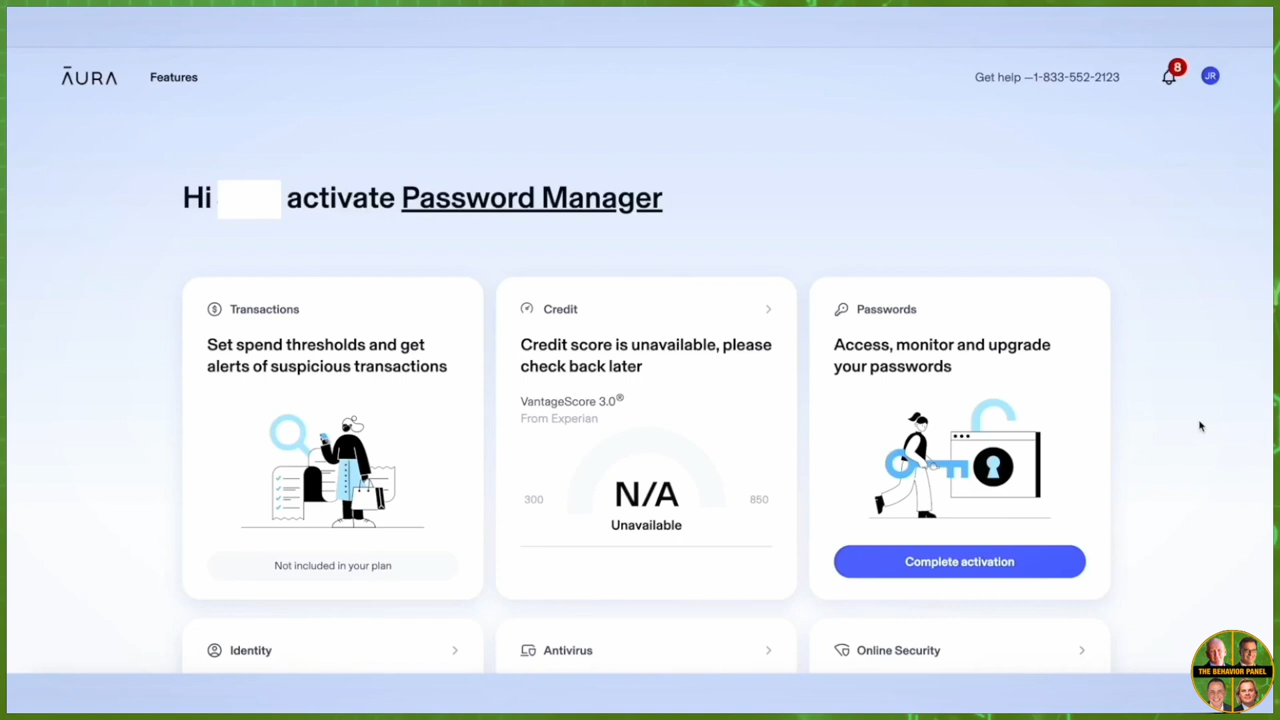 ĀURA
Features
Get help –1-833-552-2123
8
JR
Hi activate Password Manager
Transactions
Set spend thresholds and get
alerts of suspicious transactions
Not included in your plan
Credit
Credit score is unavailable, please
check back later
VantageScore 3.0®
From Experian
300
850
N/A
Unavailable
Passwords
Access, monitor and upgrade
your passwords
Complete activation
Identity
Antivirus
Online Security
THE BEHAVIOR PANEL